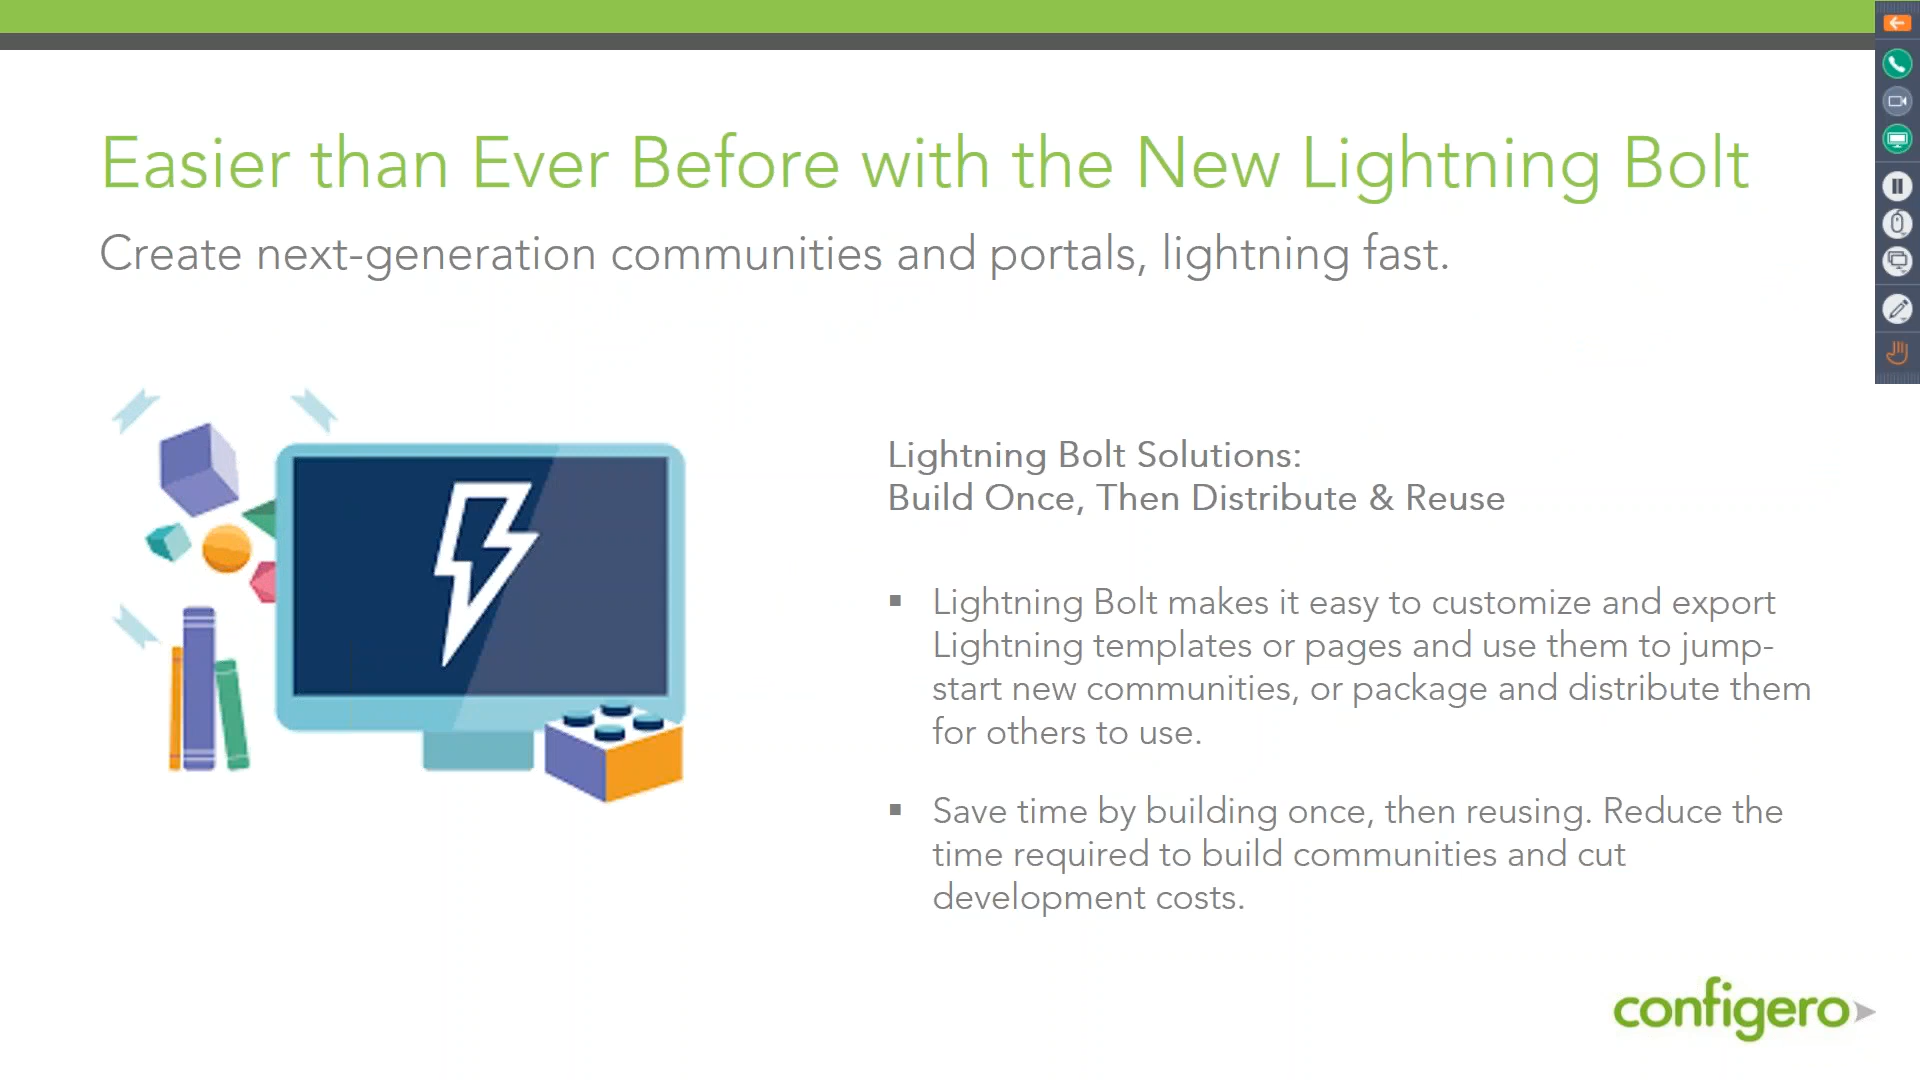 Easier than Ever Before with the New Lightning Bolt
Create next-generation communities and portals, lightning fast.
Lightning Bolt Solutions:
Build Once, Then Distribute & Reuse
▪ Lightning Bolt makes it easy to customize and export
Lightning templates or pages and use them to jump-
start new communities, or package and distribute them
for others to use.
▪ Save time by building once, then reusing. Reduce the
time required to build communities and cut
development costs.
configero